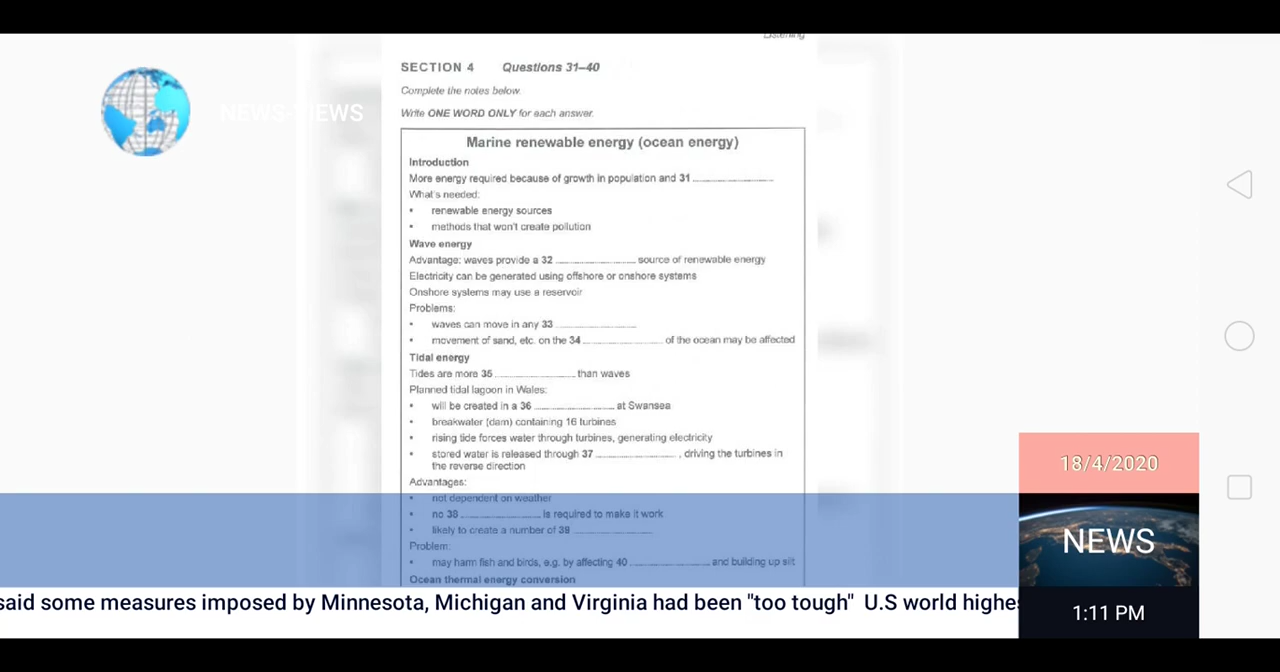 Listening
SECTION 4 Questions 31–40
Complete the notes below.
Write ONE WORD ONLY for each answer.
Marine renewable energy (ocean energy)
Introduction
More energy required because of growth in population and 31 ....................
What's needed:
• renewable energy sources
• methods that won't create pollution
Wave energy
Advantage: waves provide a 32 .................... source of renewable energy
Electricity can be generated using offshore or onshore systems
Onshore systems may use a reservoir
Problems:
• waves can move in any 33 ....................
• movement of sand, etc. on the 34 .................... of the ocean may be affected
Tidal energy
Tides are more 35 .................... than waves
Planned tidal lagoon in Wales:
• will be created in a 36 .................... at Swansea
• breakwater (dam) containing 16 turbines
• rising tide forces water through turbines, generating electricity
• stored water is released through 37 .................... , driving the turbines in
the reverse direction
Advantages:
• not dependent on weather
• no 38 .................... is required to make it work
• likely to create a number of 39 ....................
Problem:
• may harm fish and birds, e.g. by affecting 40 .................... and building up silt
Ocean thermal energy conversion
NEWS-VIEWS
18/4/2020
NEWS
said some measures imposed by Minnesota, Michigan and Virginia had been "too tough" U.S world highes
1:11 PM